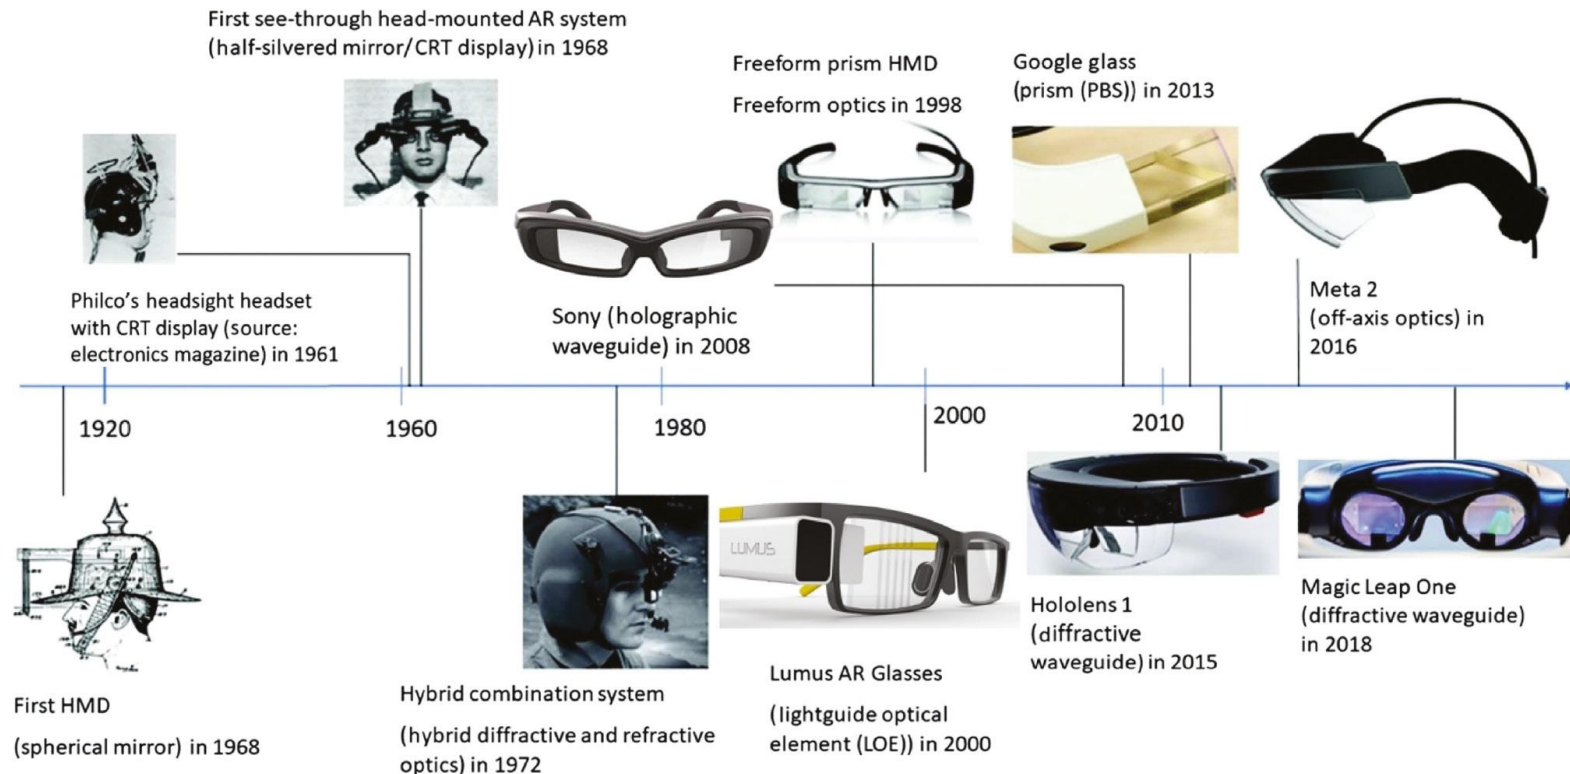 First see-through head-mounted AR system
(half-silvered mirror/CRT display) in 1968
Freeform prism HMD
Freeform optics in 1998
Google glass
(prism (PBS)) in 2013
Philco's headsight headset
with CRT display (source:
electronics magazine) in 1961
Sony (holographic
waveguide) in 2008
Meta 2
(off-axis optics) in
2016
1920
1960
1980
2000
2010
LUMUS
First HMD
(spherical mirror) in 1968
Hybrid combination system
(hybrid diffractive and refractive
optics) in 1972
Lumus AR Glasses
(lightguide optical
element (LOE)) in 2000
Hololens 1
(diffractive
waveguide) in 2015
Magic Leap One
(diffractive waveguide)
in 2018